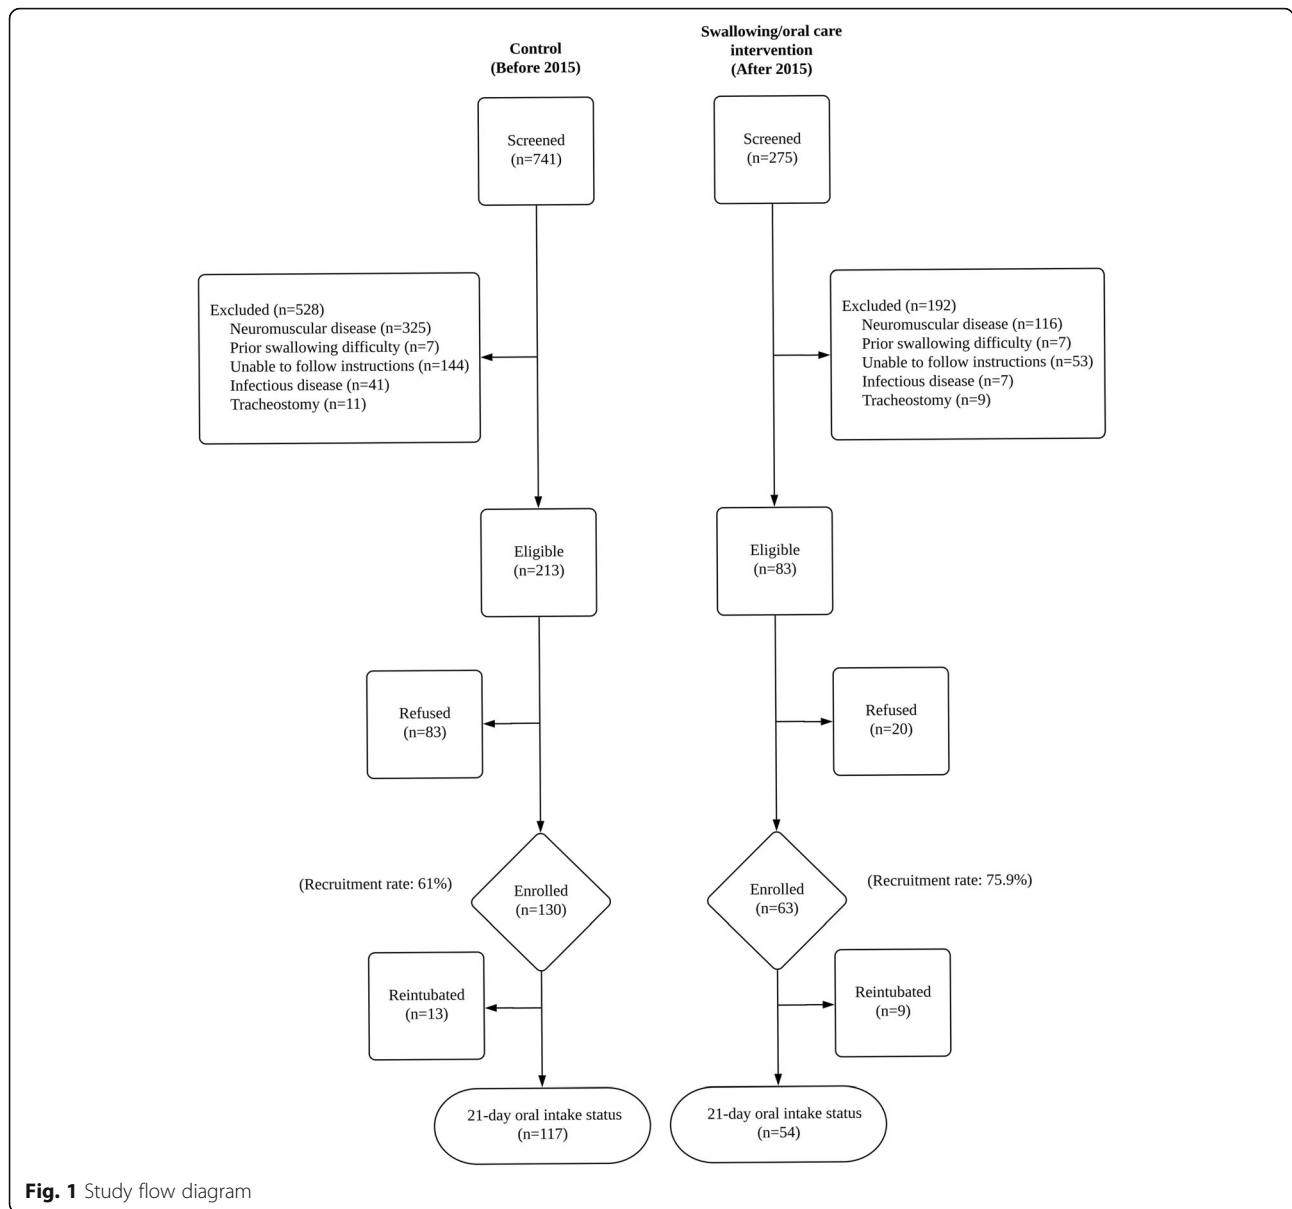 Control
(Before 2015)
Swallowing/oral care
intervention
(After 2015)
Screened
(n=741)
Screened
(n=275)
Excluded (n=528)
Neuromuscular disease (n=325)
Prior swallowing difficulty (n=7)
Unable to follow instructions (n=144)
Infectious disease (n=41)
Tracheostomy (n=11)
Excluded (n=192)
Neuromuscular disease (n=116)
Prior swallowing difficulty (n=7)
Unable to follow instructions (n=53)
Infectious disease (n=7)
Tracheostomy (n=9)
Eligible
(n=213)
Eligible
(n=83)
Refused
(n=83)
Refused
(n=20)
(Recruitment rate: 61%)
Enrolled
(n=130)
Enrolled
(n=63)
(Recruitment rate: 75.9%)
Reintubated
(n=13)
Reintubated
(n=9)
21-day oral intake status
(n=117)
21-day oral intake status
(n=54)
Fig. 1 Study flow diagram